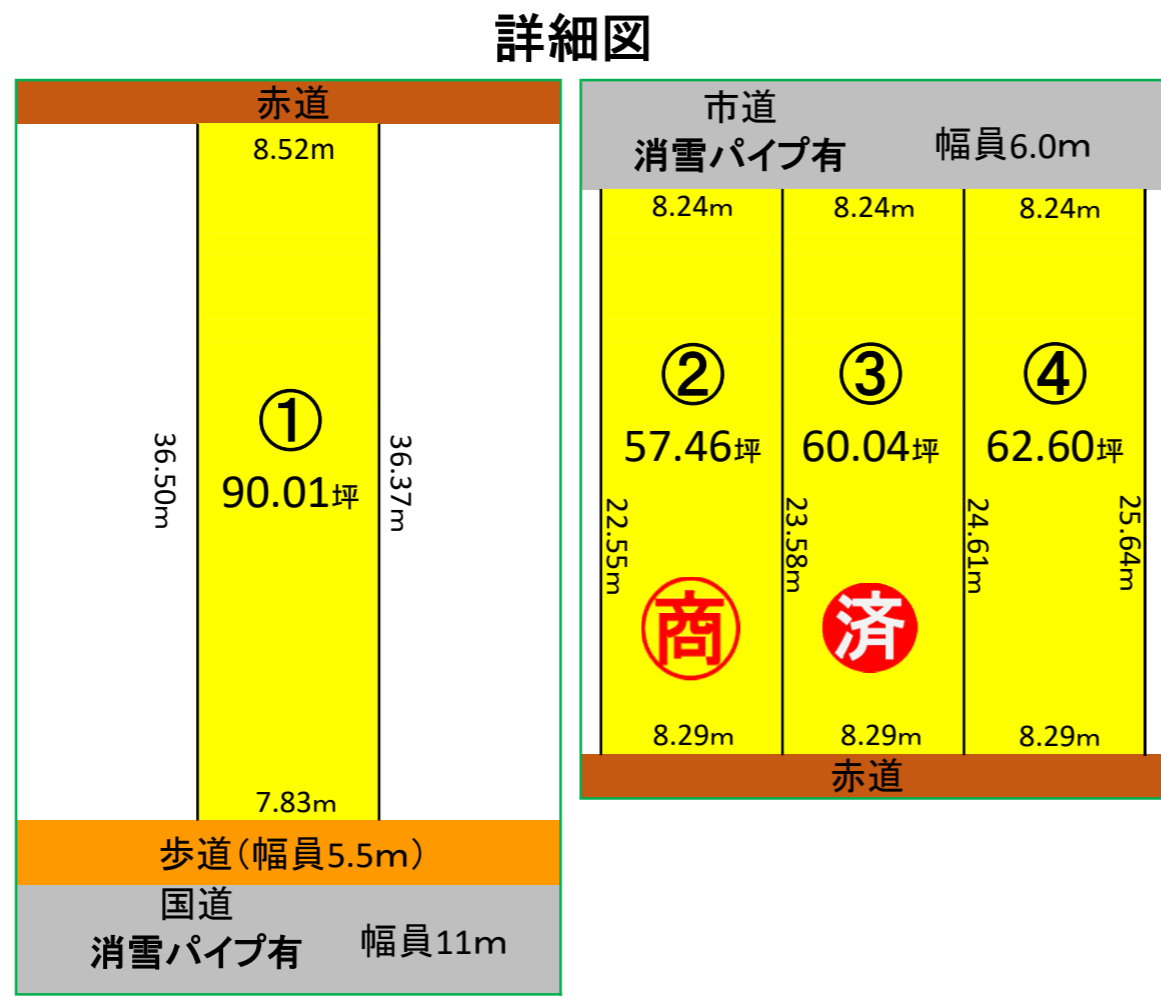 詳細図
赤道
8.52m
①
90.01坪
36.50m
36.37m
7.83m
歩道(幅員5.5m)
国道
消雪パイプ有
幅員11m
市道
消雪パイプ有
幅員6.0m
8.24m
8.24m
8.24m
②
③
④
57.46坪
60.04坪
62.60坪
22.55m
23.58m
24.61m
25.64m
商
済
8.29m
8.29m
8.29m
赤道